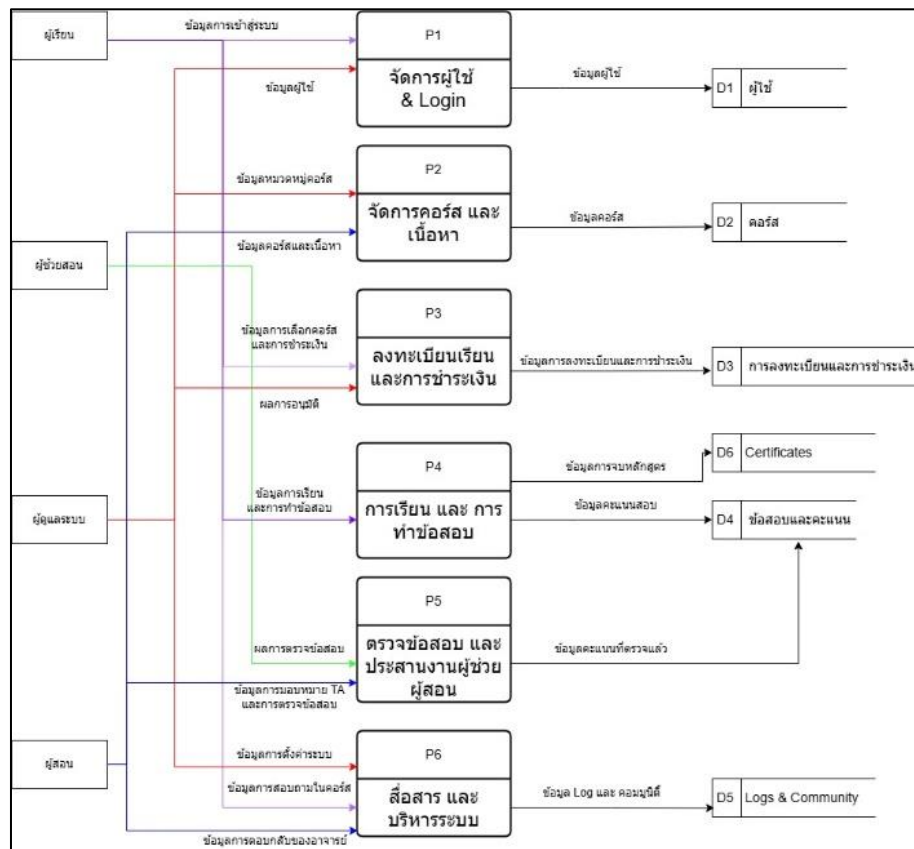 ผู้เรียน
ข้อมูลการเข้าสู่ระบบ
P1
จัดการผู้ใช้
& Login
ข้อมูลผู้ใช้
ข้อมูลผู้ใช้
D1 ผู้ใช้
ข้อมูลหมวดหมู่คอร์ส
P2
จัดการคอร์ส และ
เนื้อหา
ข้อมูลคอร์สและเนื้อหา
ข้อมูลคอร์ส
D2 คอร์ส
ผู้ช่วยสอน
ข้อมูลการเลือกคอร์ส
และการชำระเงิน
P3
ลงทะเบียนเรียน
และการชำระเงิน
ผลการอนุมัติ
ข้อมูลการลงทะเบียนและการชำระเงิน
D3 การลงทะเบียนและการชำระเงิน
ผู้ดูแลระบบ
ข้อมูลการเรียน
และการทำข้อสอบ
P4
การเรียน และ การ
ทำข้อสอบ
ข้อมูลการจบหลักสูตร
D6 Certificates
ข้อมูลคะแนนสอบ
D4 ข้อสอบและคะแนน
ผลการตรวจข้อสอบ
P5
ตรวจข้อสอบ และ
ประสานงานผู้ช่วย
ผู้สอน
ข้อมูลการมอบหมาย TA
และการตรวจข้อสอบ
ข้อมูลคะแนนที่ตรวจแล้ว
ผู้สอน
ข้อมูลการตั้งค่าระบบ
ข้อมูลการสอบถามในคอร์ส
P6
สื่อสาร และ
บริหารระบบ
ข้อมูลการตอบกลับของอาจารย์
ข้อมูล Log และ คอมมูนิตี้
D5 Logs & Community